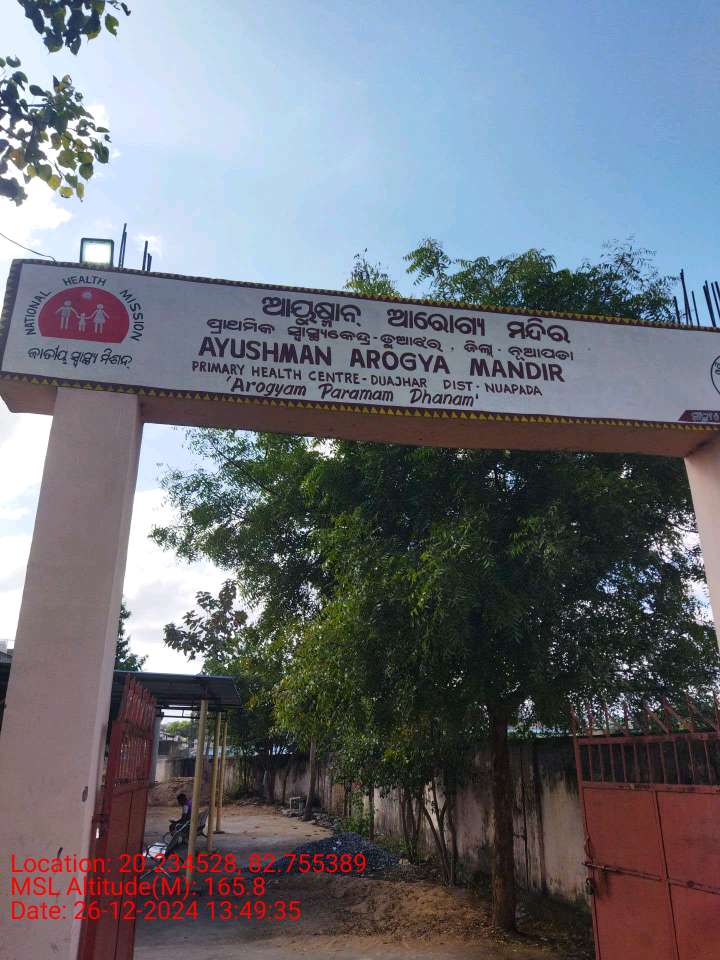 NATIONAL HEALTH MISSION
ଜାତୀୟ ସ୍ୱାସ୍ଥ୍ୟ ମିଶନ୍
ଆୟୁଷ୍ମାନ୍ ଆରୋଗ୍ୟ ମନ୍ଦିର
ପ୍ରାଥମିକ ସ୍ୱାସ୍ଥ୍ୟକେନ୍ଦ୍ର-ଡୁଆଝର, ଜିଲ୍ଲା-ନୂଆପଡା
AYUSHMAN AROGYA MANDIR
PRIMARY HEALTH CENTRE-DUAJHAR DIST-NUAPADA
'Arogyam Paramam Dhanam'
Location: 20.234528, 82.755389
MSL Altitude(M): 165.8
Date: 26-12-2024 13:49:35